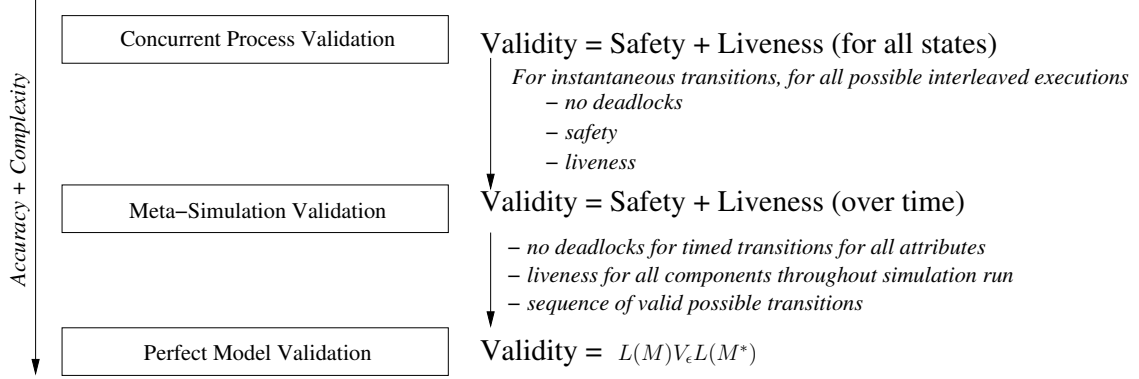 Accuracy + Complexity
Concurrent Process Validation
Validity = Safety + Liveness (for all states)
For instantaneous transitions, for all possible interleaved executions
− no deadlocks
− safety
− liveness
Meta−Simulation Validation
Validity = Safety + Liveness (over time)
− no deadlocks for timed transitions for all attributes
− liveness for all components throughout simulation run
− sequence of valid possible transitions
Perfect Model Validation
Validity = L(M)V_ϵL(M*)